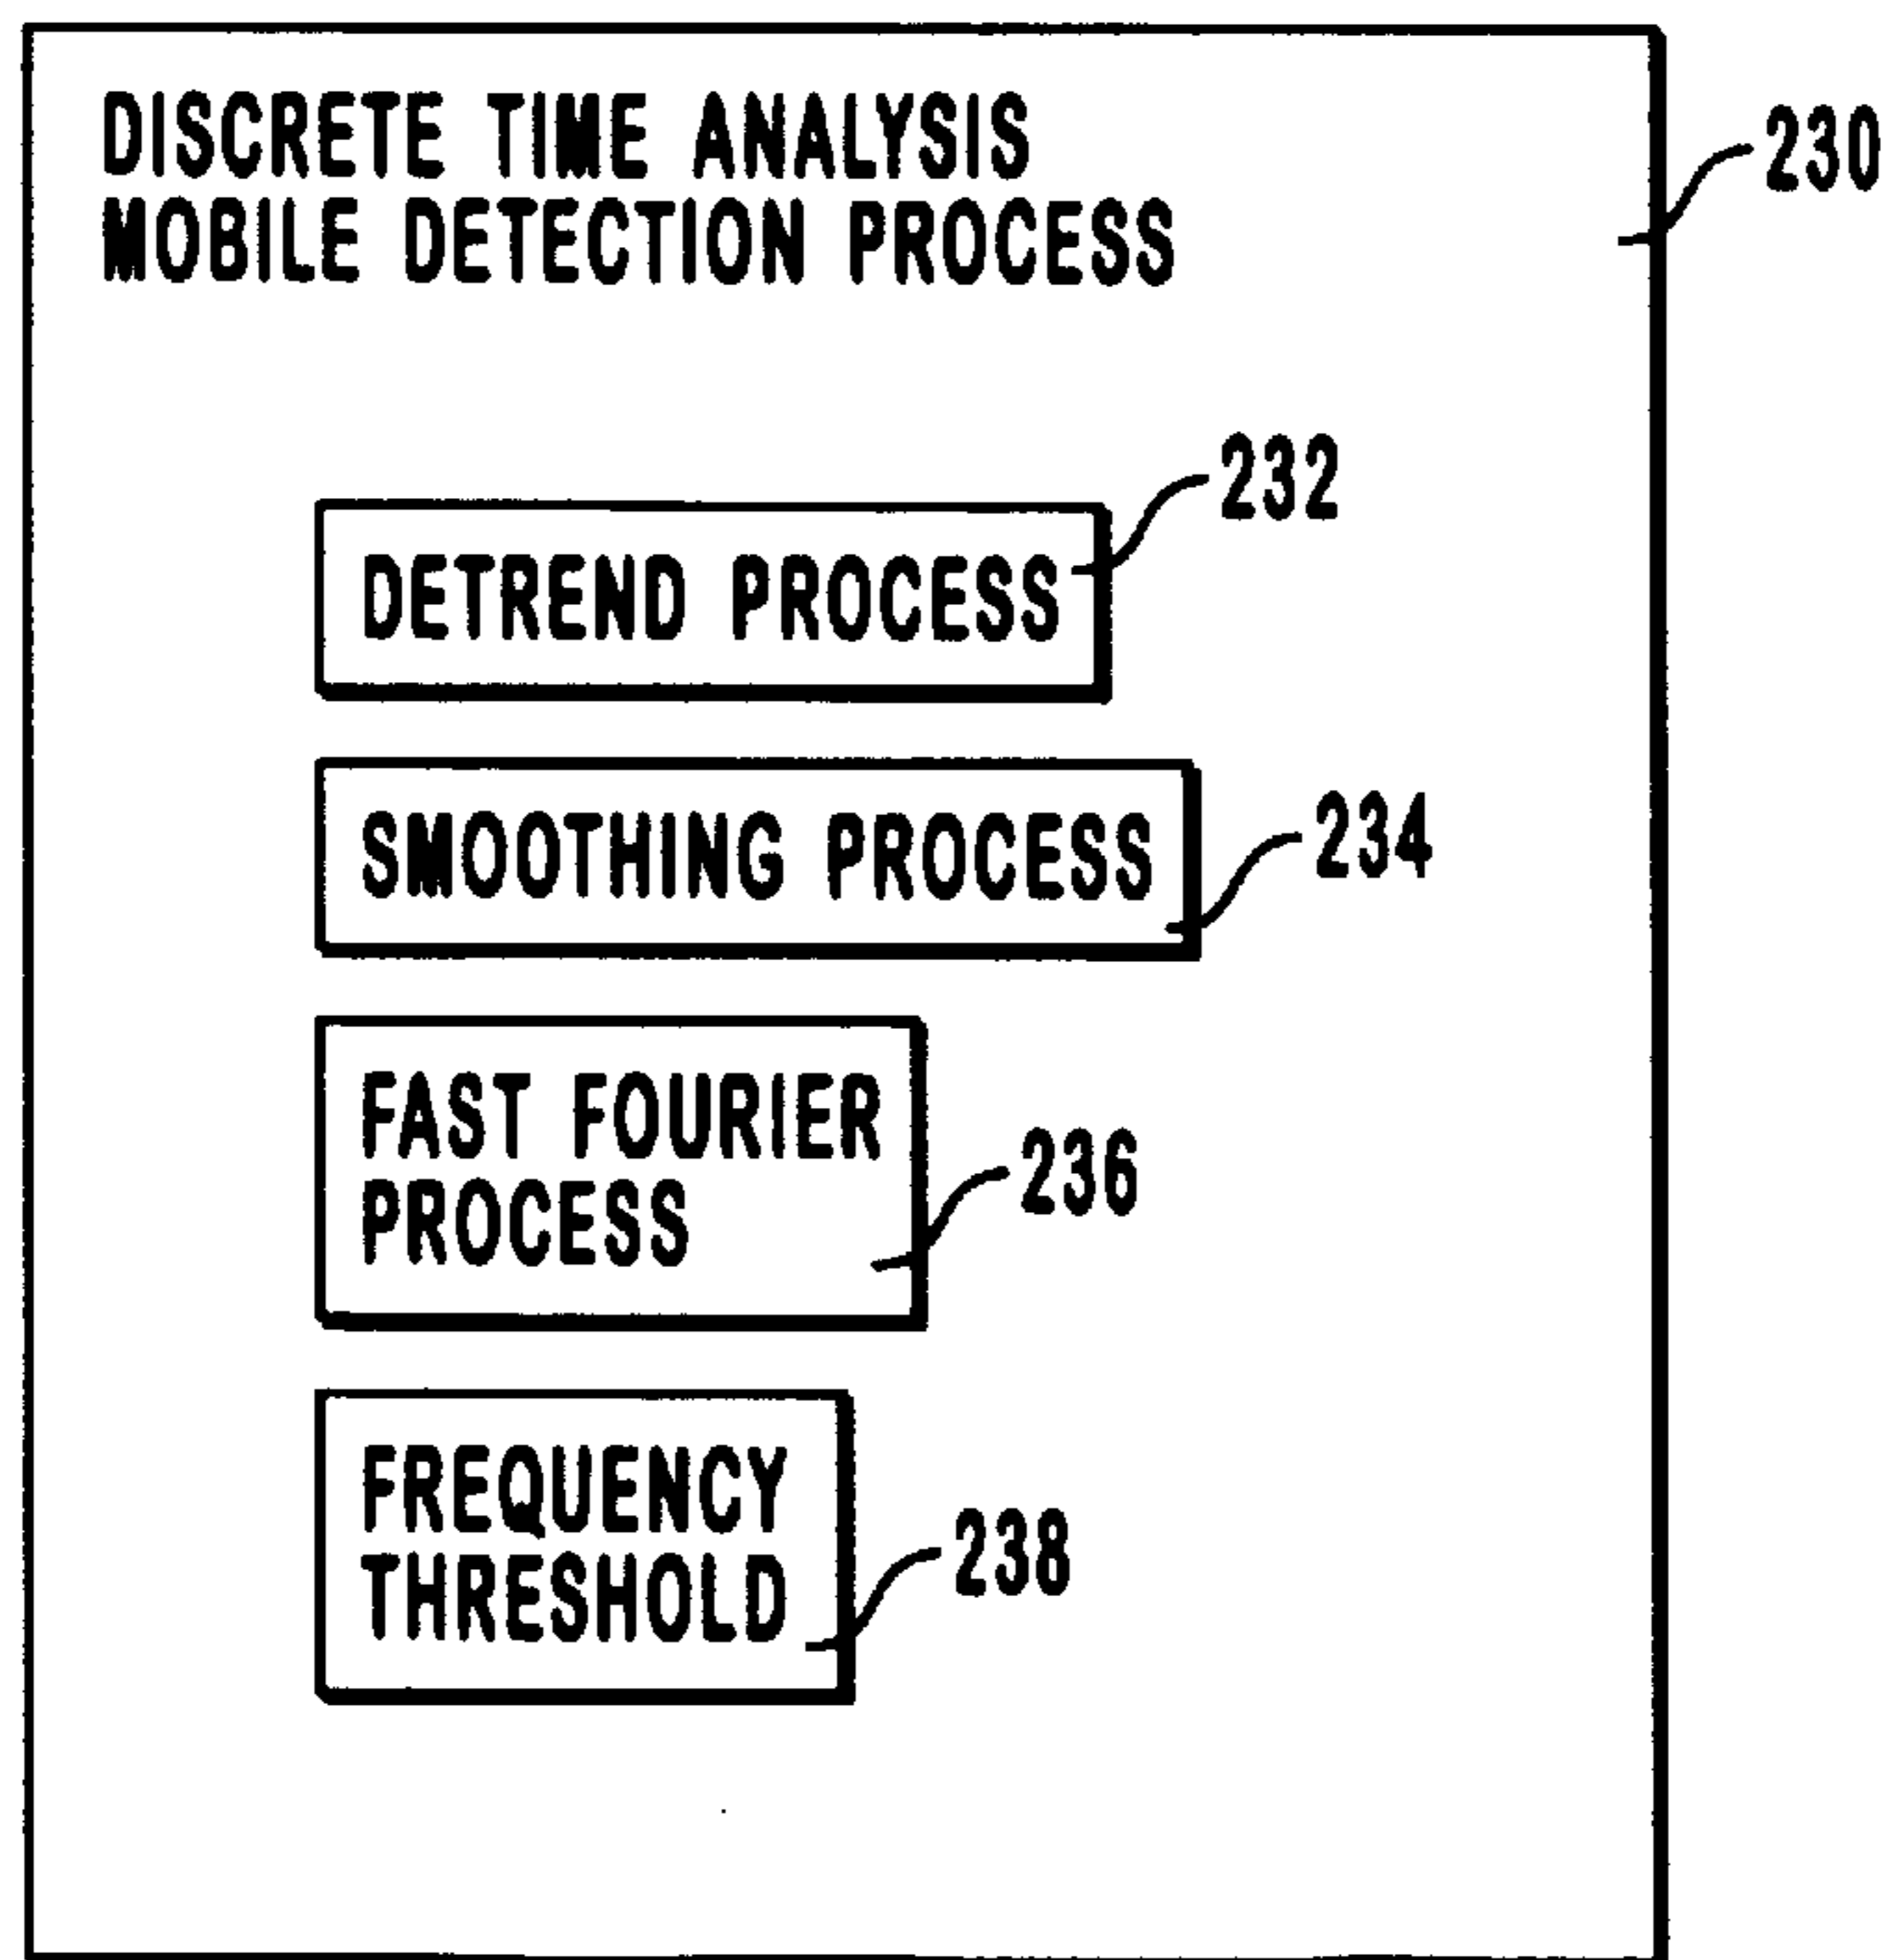 DISCRETE TIME ANALYSIS
MOBILE DETECTION PROCESS
230
232
DETREND PROCESS
234
SMOOTHING PROCESS
FAST FOURIER
PROCESS
236
FREQUENCY
THRESHOLD
238